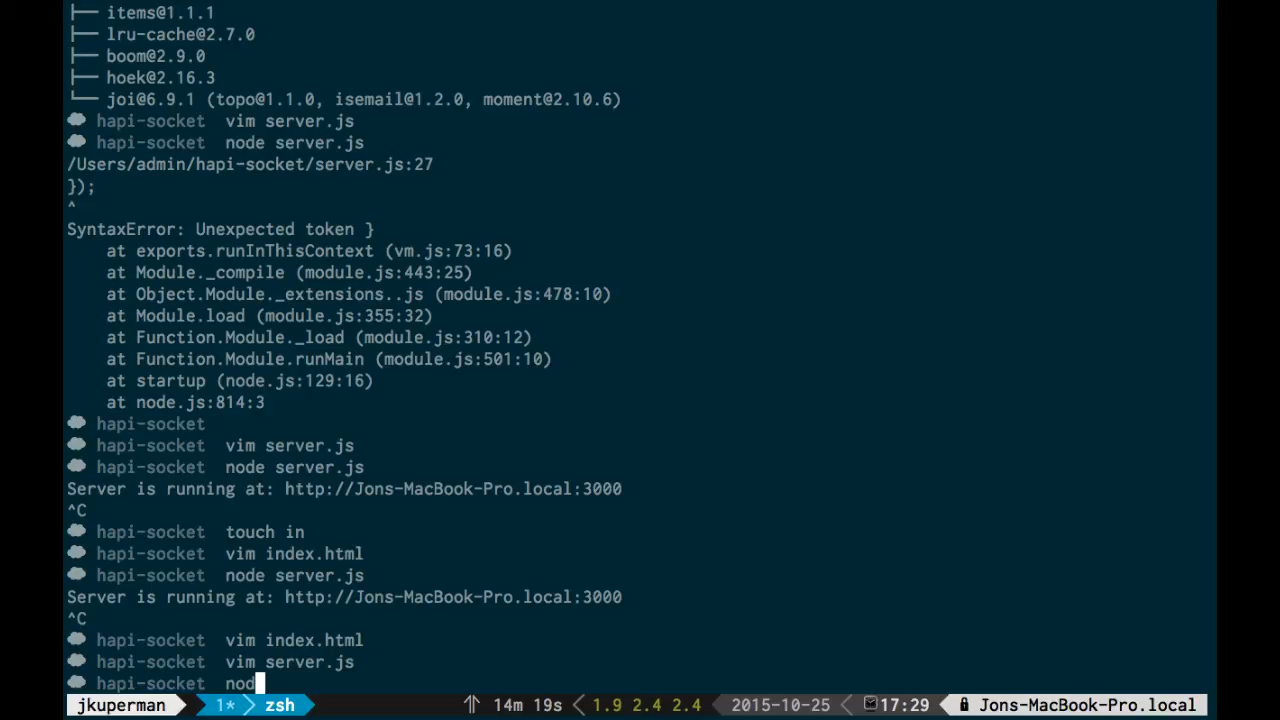 ├── items@1.1.1
├── lru-cache@2.7.0
├── boom@2.9.0
├── hoek@2.16.3
└── joi@6.9.1 (topo@1.1.0, isemail@1.2.0, moment@2.10.6)
hapi-socket vim server.js
hapi-socket node server.js
/Users/admin/hapi-socket/server.js:27
});
^
SyntaxError: Unexpected token }
    at exports.runInThisContext (vm.js:73:16)
    at Module._compile (module.js:443:25)
    at Object.Module._extensions..js (module.js:478:10)
    at Module.load (module.js:355:32)
    at Function.Module._load (module.js:310:12)
    at Function.Module.runMain (module.js:501:10)
    at startup (node.js:129:16)
    at node.js:814:3
hapi-socket
hapi-socket vim server.js
hapi-socket node server.js
Server is running at: http://Jons-MacBook-Pro.local:3000
^C
hapi-socket touch in
hapi-socket vim index.html
hapi-socket node server.js
Server is running at: http://Jons-MacBook-Pro.local:3000
^C
hapi-socket vim index.html
hapi-socket vim server.js
hapi-socket nod
jkuperman 1* zsh 14m 19s 1.9 2.4 2.4 2015-10-25 17:29 Jons-MacBook-Pro.local